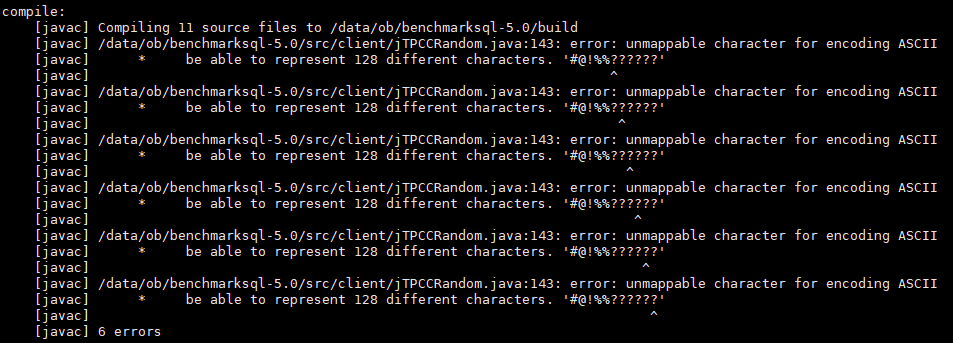 compile:
    [javac] Compiling 11 source files to /data/ob/benchmarksql-5.0/build
    [javac] /data/ob/benchmarksql-5.0/src/client/jTPCCRandom.java:143: error: unmappable character for encoding ASCII
    [javac]      *     be able to represent 128 different characters. '#@!%%??????'
    [javac]                                                                  ^
    [javac] /data/ob/benchmarksql-5.0/src/client/jTPCCRandom.java:143: error: unmappable character for encoding ASCII
    [javac]      *     be able to represent 128 different characters. '#@!%%??????'
    [javac]                                                                   ^
    [javac] /data/ob/benchmarksql-5.0/src/client/jTPCCRandom.java:143: error: unmappable character for encoding ASCII
    [javac]      *     be able to represent 128 different characters. '#@!%%??????'
    [javac]                                                                    ^
    [javac] /data/ob/benchmarksql-5.0/src/client/jTPCCRandom.java:143: error: unmappable character for encoding ASCII
    [javac]      *     be able to represent 128 different characters. '#@!%%??????'
    [javac]                                                                     ^
    [javac] /data/ob/benchmarksql-5.0/src/client/jTPCCRandom.java:143: error: unmappable character for encoding ASCII
    [javac]      *     be able to represent 128 different characters. '#@!%%??????'
    [javac]                                                                      ^
    [javac] /data/ob/benchmarksql-5.0/src/client/jTPCCRandom.java:143: error: unmappable character for encoding ASCII
    [javac]      *     be able to represent 128 different characters. '#@!%%??????'
    [javac]                                                                       ^
    [javac] 6 errors